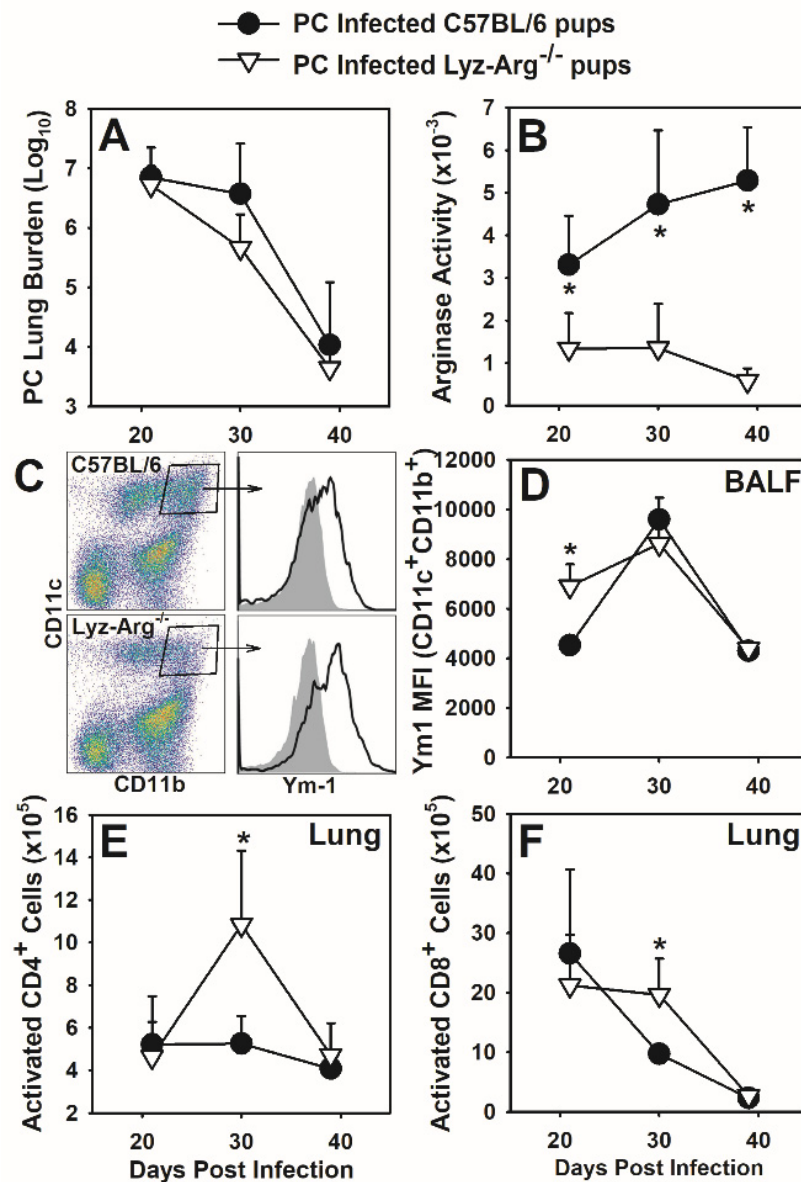 PC Infected C57BL/6 pups
PC Infected Lyz-Arg-/- pups
A
PC Lung Burden (Log10)
8
7
6
5
4
3
20 30 40
B
Arginase Activity (x10-3)
7
6
5
4
3
2
1
0
*
*
*
20 30 40
C
C57BL/6
Lyz-Arg-/-
CD11c
CD11b
Ym-1
D
BALF
Ym1 MFI (CD11c+CD11b+)
12000
10000
8000
6000
4000
2000
0
*
20 30 40
E
Lung
Activated CD4+ Cells (x105)
16
14
12
10
8
6
4
2
*
20 30 40
Days Post Infection
F
Lung
Activated CD8+ Cells (x105)
50
40
30
20
10
0
*
20 30 40
Days Post Infection